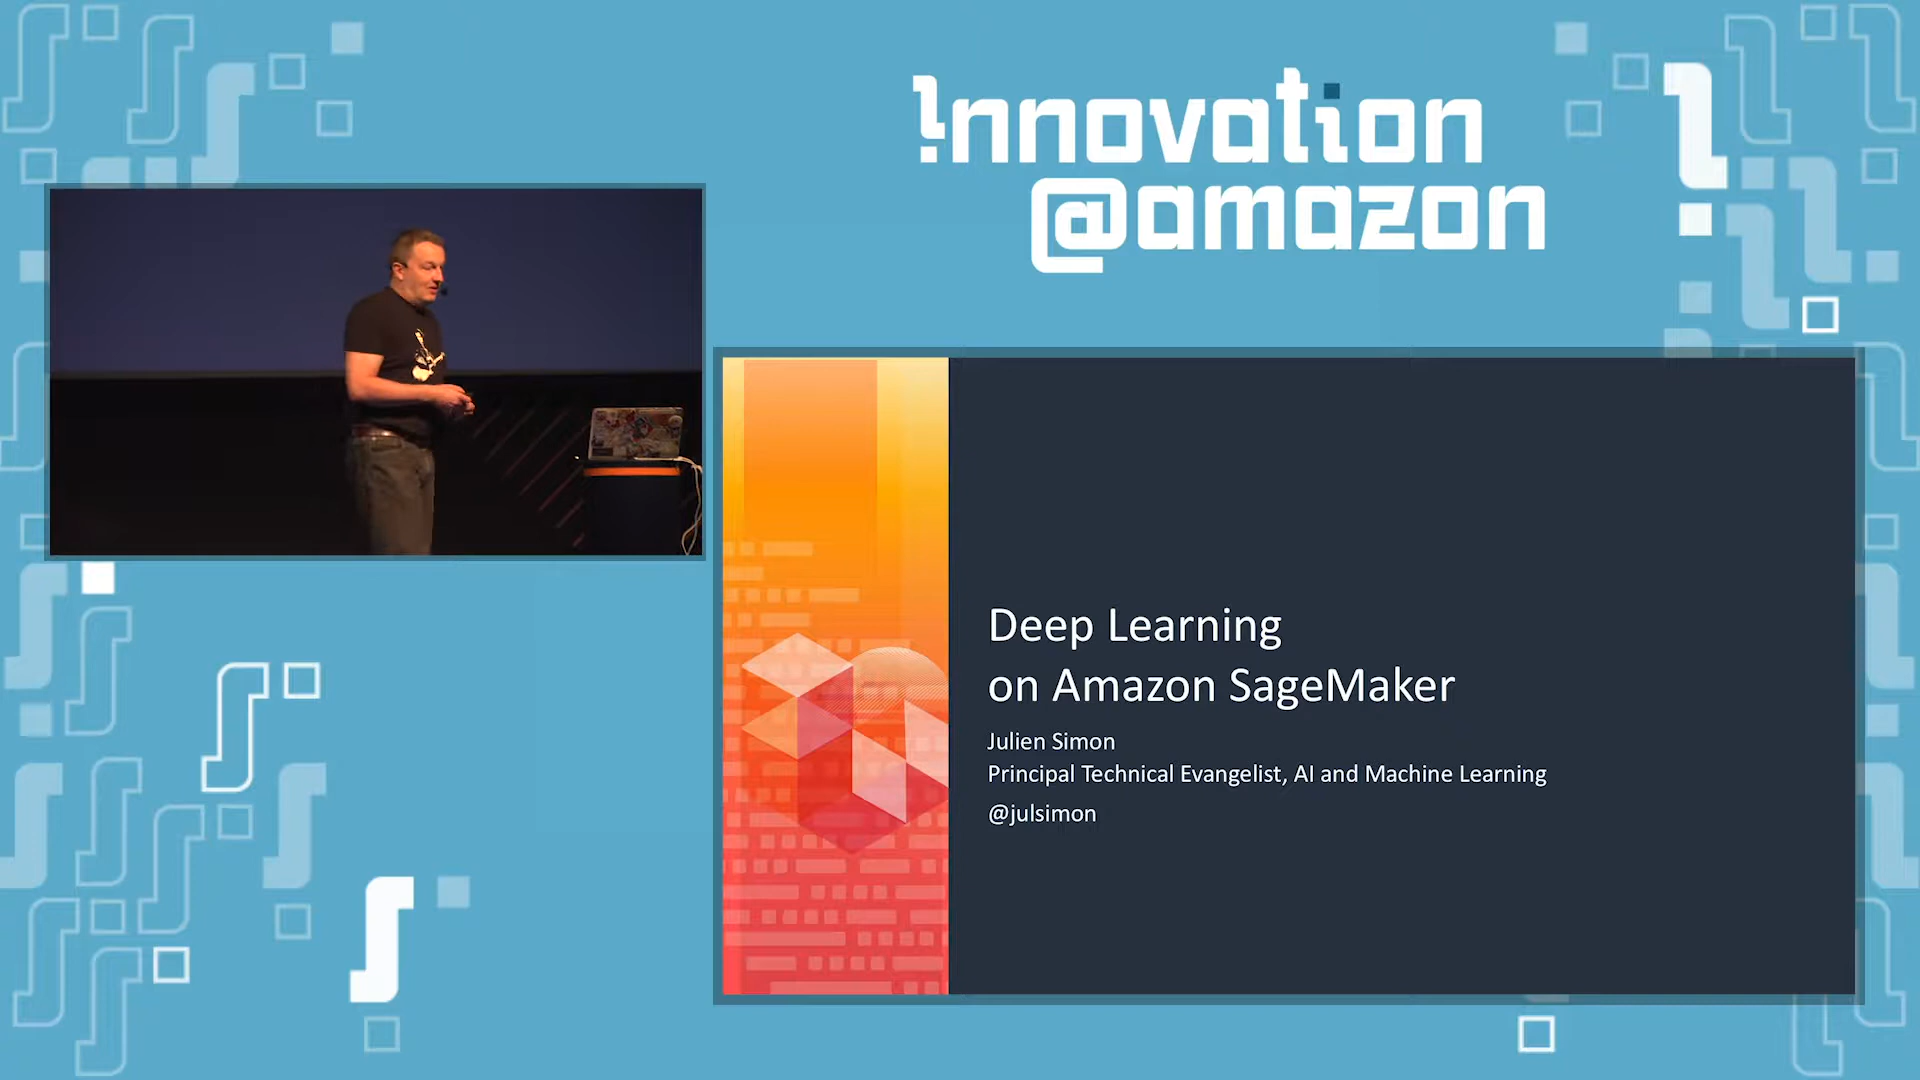 Innovation
@amazon
Deep Learning
on Amazon SageMaker
Julien Simon
Principal Technical Evangelist, AI and Machine Learning
@julsimon